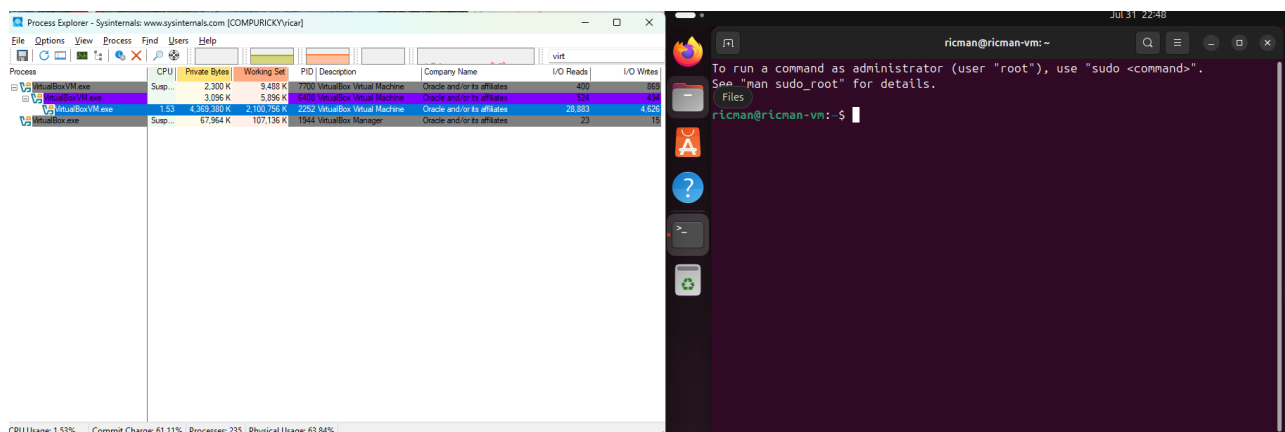 Process Explorer - Sysinternals: www.sysinternals.com [COMPURICKY\ricar]
File Options View Process Find Users Help
virt
Process CPU Private Bytes Working Set PID Description Company Name I/O Reads I/O Writes
VirtualBoxVM.exe Susp... 2,300 K 9,488 K 7700 VirtualBox Virtual Machine Oracle and/or its affiliates 400 869
VirtualBoxVM.exe 3,096 K 5,896 K 6408 VirtualBox Virtual Machine Oracle and/or its affiliates 524 494
VirtualBoxVM.exe 1.53 4,369,380 K 2,100,756 K 2252 VirtualBox Virtual Machine Oracle and/or its affiliates 28,883 4,626
VirtualBox.exe Susp... 67,964 K 107,136 K 1944 VirtualBox Manager Oracle and/or its affiliates 23 15
CPU Usage: 1.53% Commit Charge: 61.11% Processes: 235 Physical Usage: 63.84%
Jul 31 22:48
ricman@ricman-vm: ~
To run a command as administrator (user "root"), use "sudo <command>".
See "man sudo_root" for details.
Files
ricman@ricman-vm:~$